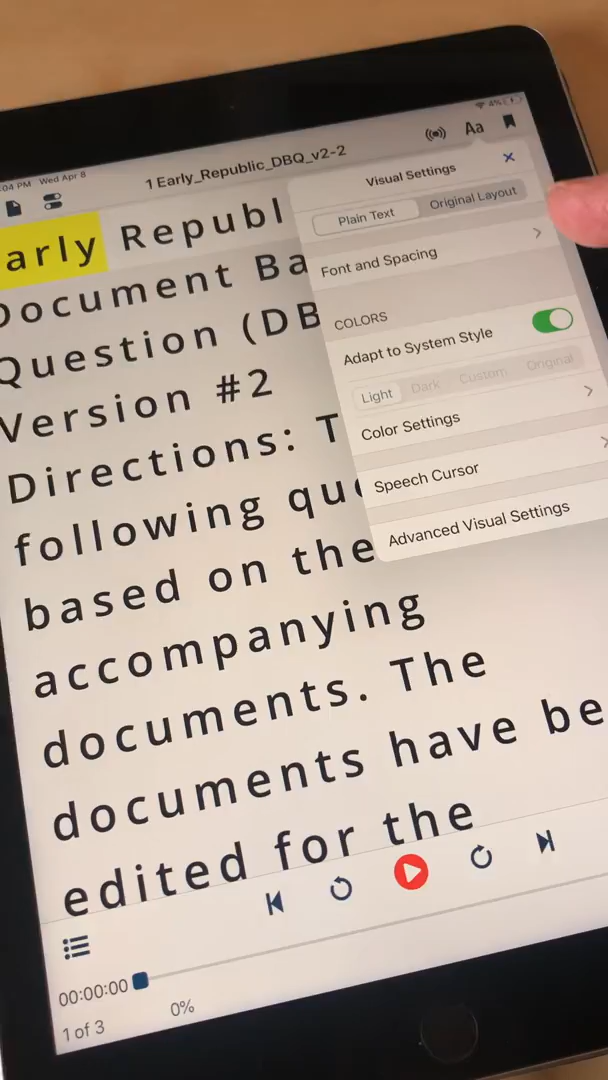 :04 PM Wed Apr 8
4%
1 Early_Republic_DBQ_v2-2
Aa
Visual Settings
Plain Text
Original Layout
Font and Spacing
COLORS
Adapt to System Style
Light Dark Custom Original
Color Settings
Speech Cursor
Advanced Visual Settings
arly Republ
Document Ba
Question (DB
Version #2
Directions: T
following que
based on the
accompanying
documents. The
documents have be
edited for the
00:00:00
1 of 3
0%